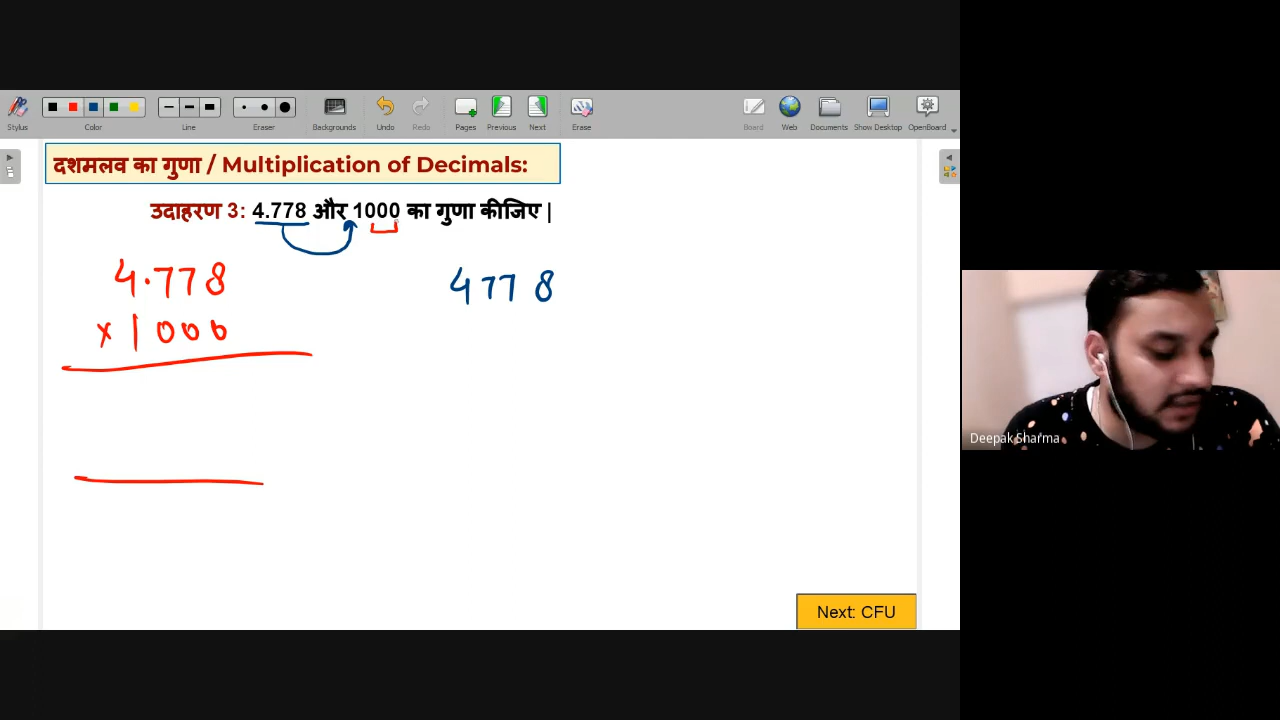 Stylus Color Line Eraser Backgrounds Undo Redo Pages Previous Next Erase Board Web Documents Show Desktop OpenBoard
दशमलव का गुणा / Multiplication of Decimals:
उदाहरण 3: 4.778 और 1000 का गुणा कीजिए |
4.778
4778
x 1000
Deepak Sharma
Next: CFU